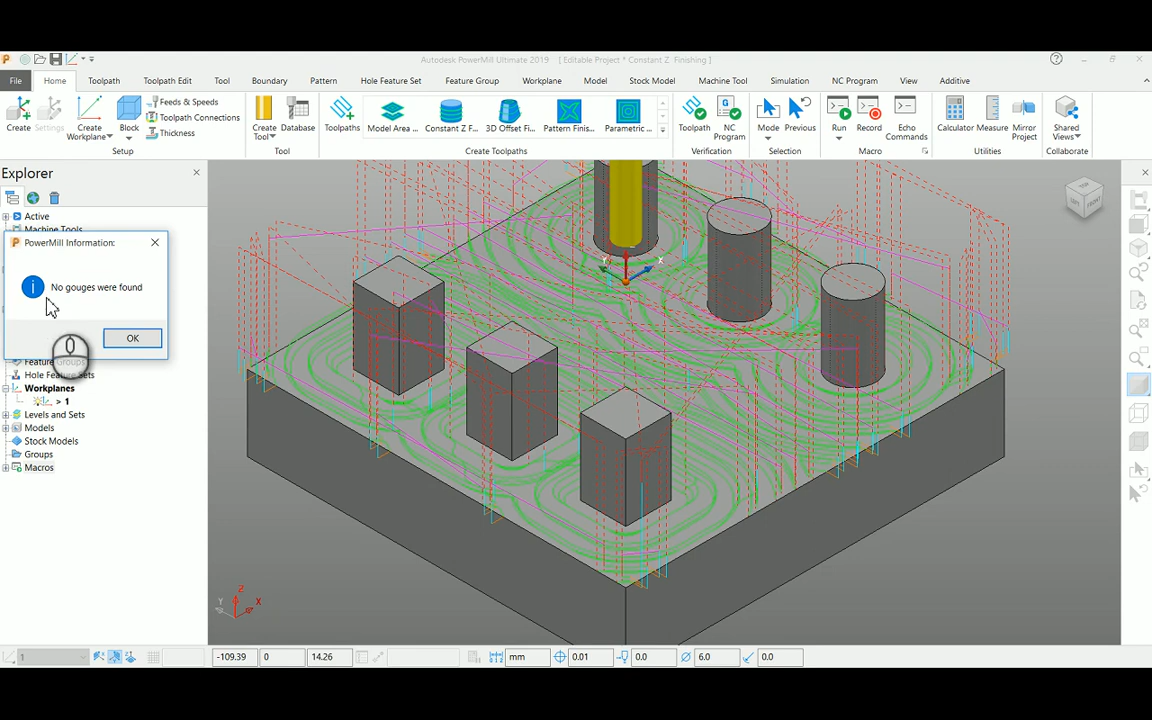 Autodesk PowerMill Ultimate 2019 [ Editable Project * Constant Z Finishing ]
File Home Toolpath Toolpath Edit Tool Boundary Pattern Hole Feature Set Feature Group Workplane Model Stock Model Machine Tool Simulation NC Program View Additive
Create Settings Create Workplane Block Feeds & Speeds Toolpath Connections Thickness
Create Tool Database
Toolpaths Model Area ... Constant Z F... 3D Offset Fi... Pattern Finis... Parametric ...
Toolpath NC Program
Mode Previous
Run Record Echo Commands
Calculator Measure Mirror Project
Shared Views
Setup Tool Create Toolpaths Verification Selection Macro Utilities Collaborate
Explorer
Active
Machine Tools
PowerMill Information:
No gouges were found
OK
Feature Groups
Hole Feature Sets
Workplanes
> 1
Levels and Sets
Models
Stock Models
Groups
Macros
TOP
LEFT
FRONT
Y X
Z
Y X
1 -109.39 0 14.26 mm 0.01 0.0 6.0 0.0